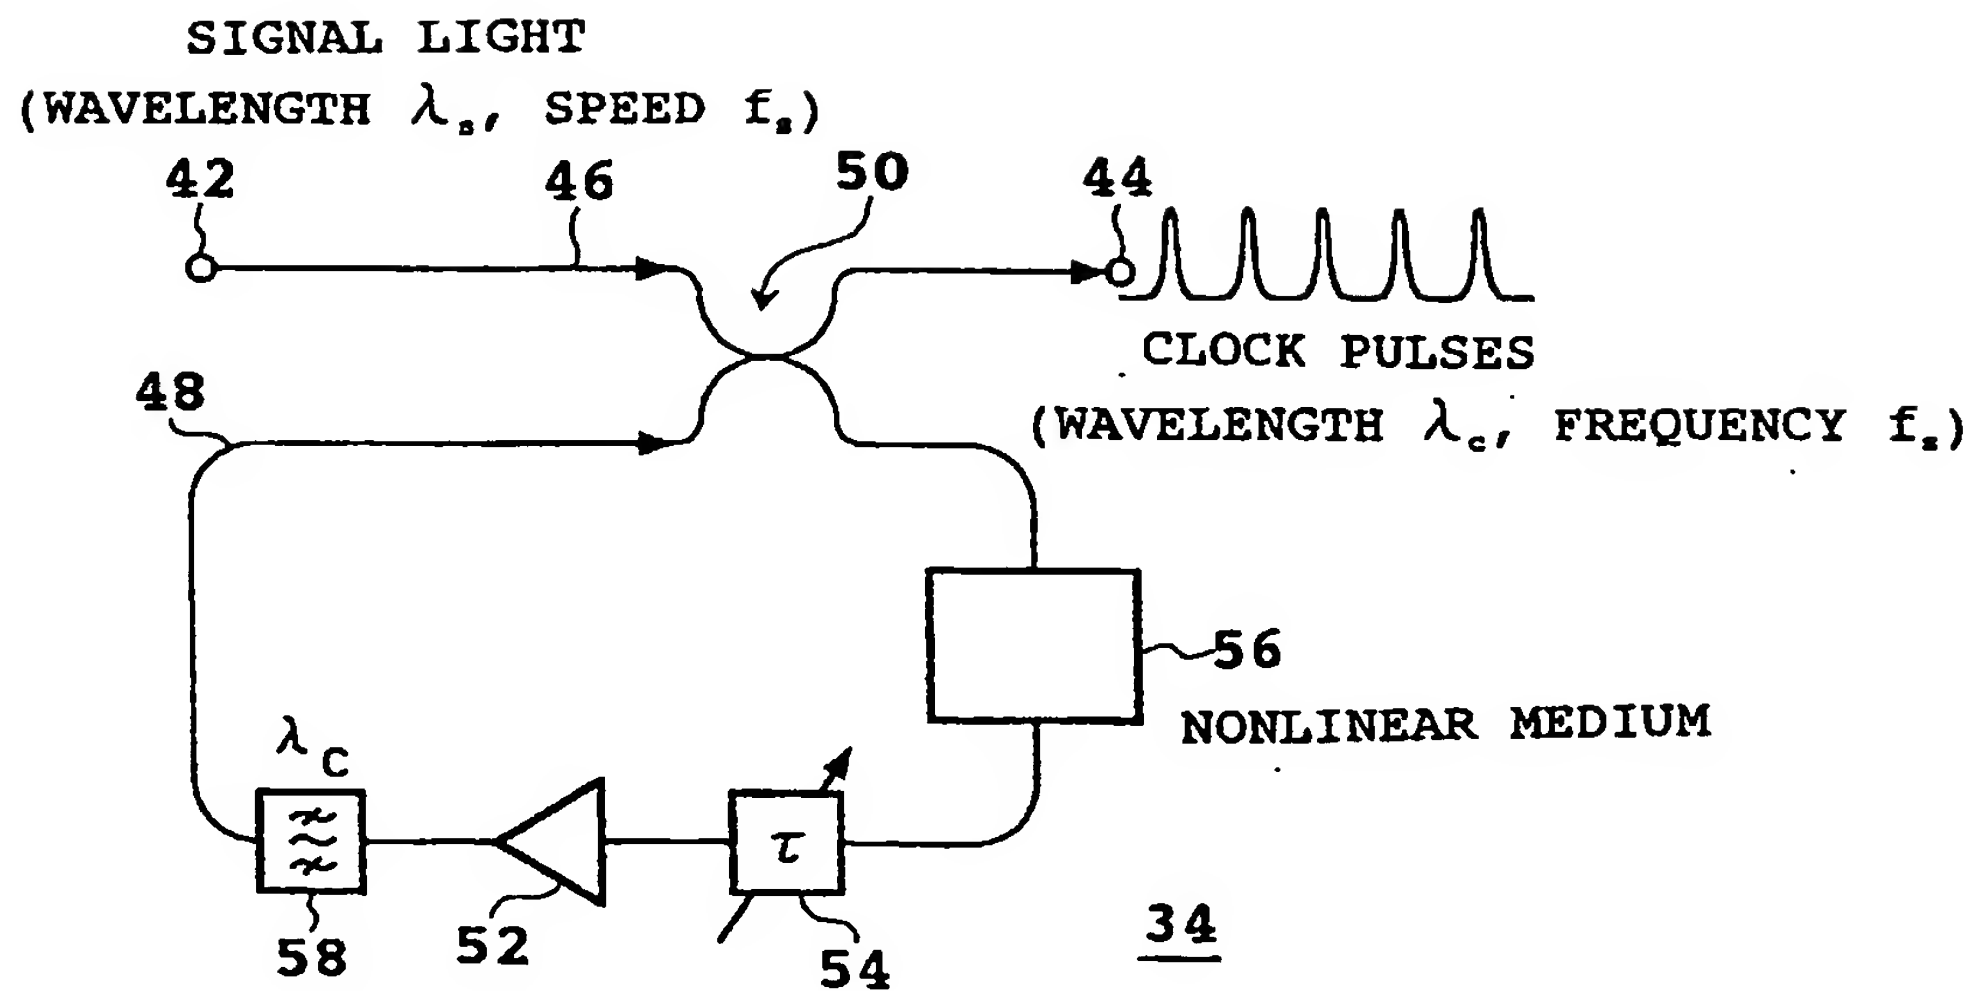 SIGNAL LIGHT
(WAVELENGTH λs, SPEED fs)
42
46
50
44
CLOCK PULSES
48
(WAVELENGTH λc, FREQUENCY fs)
56
NONLINEAR MEDIUM
λC
τ
52
58
54
34